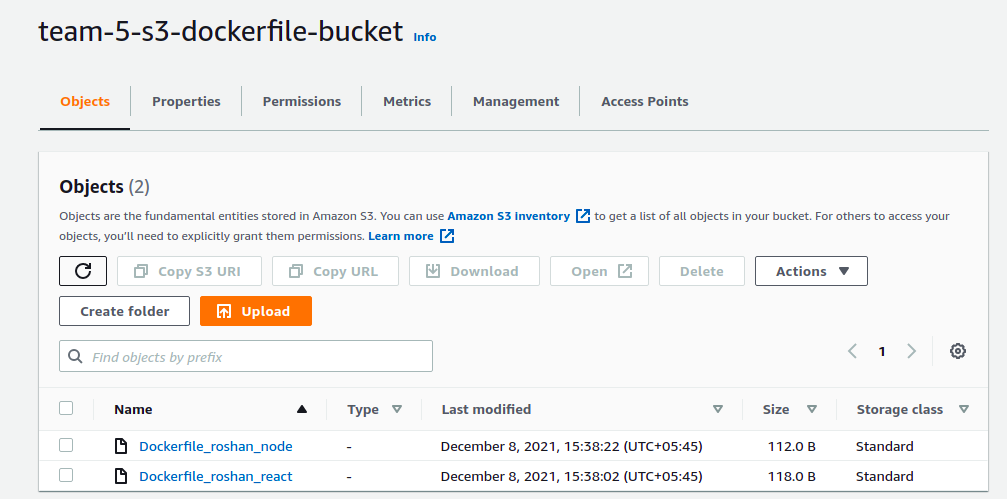 team-5-s3-dockerfile-bucket Info
Objects Properties Permissions Metrics Management Access Points
Objects (2)
Objects are the fundamental entities stored in Amazon S3. You can use Amazon S3 inventory to get a list of all objects in your bucket. For others to access your
objects, you'll need to explicitly grant them permissions. Learn more
Copy S3 URI Copy URL Download Open Delete Actions
Create folder Upload
Find objects by prefix 1
Name Type Last modified Size Storage class
Dockerfile_roshan_node - December 8, 2021, 15:38:22 (UTC+05:45) 112.0 B Standard
Dockerfile_roshan_react - December 8, 2021, 15:38:02 (UTC+05:45) 118.0 B Standard